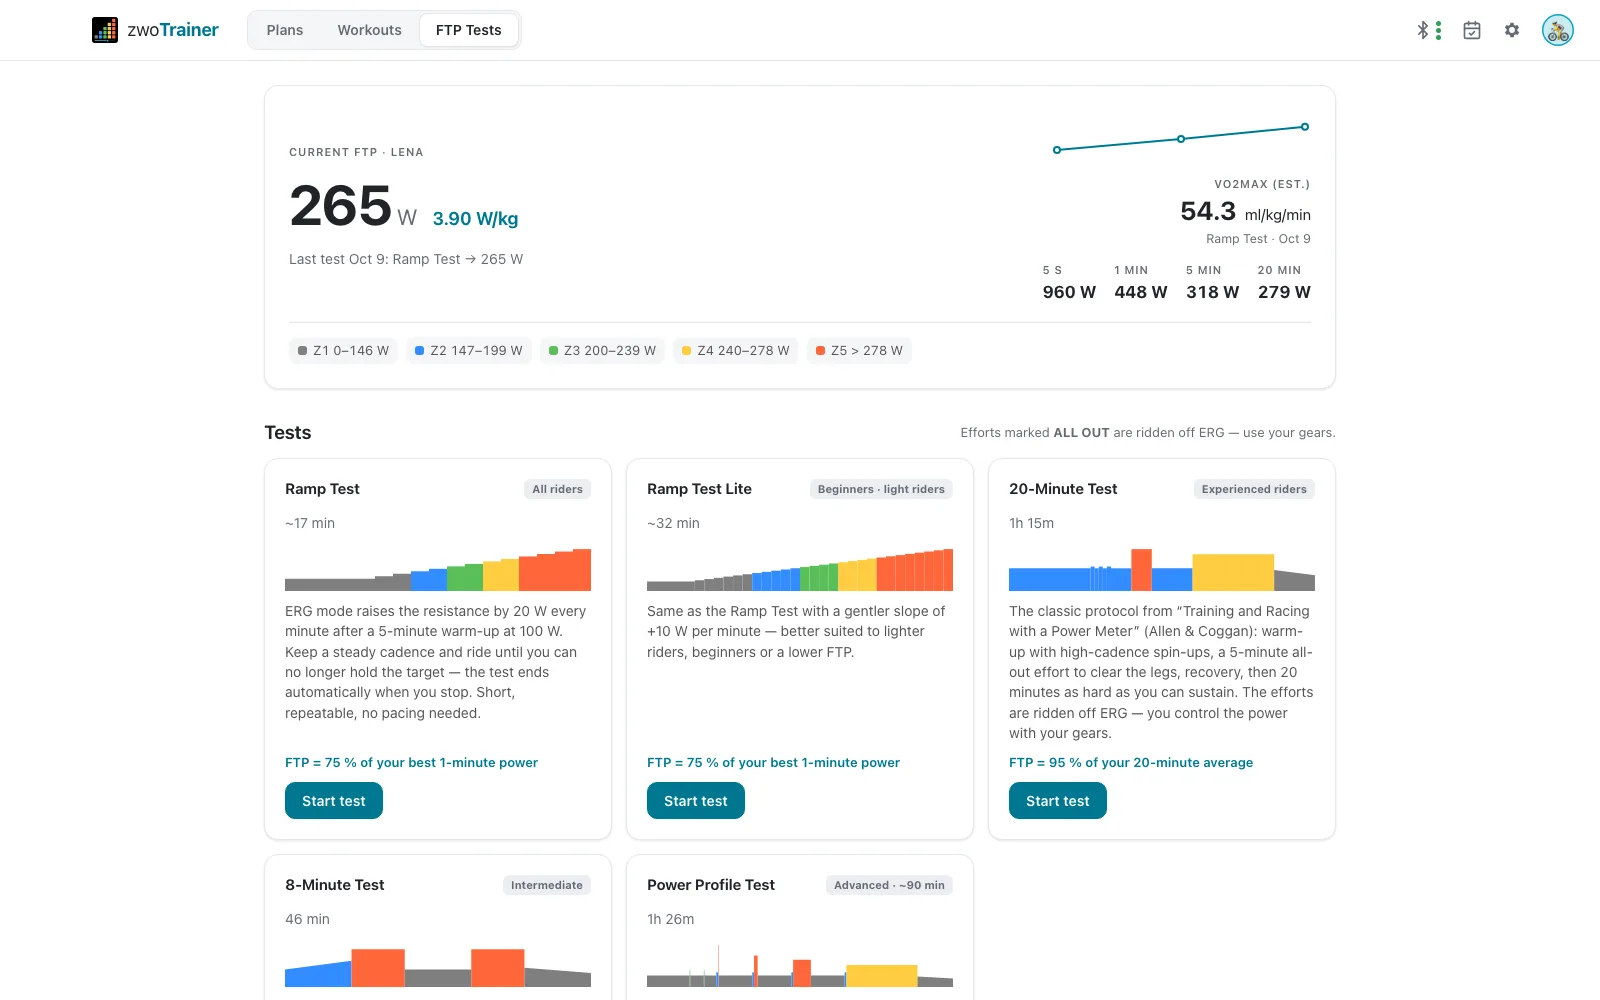 zwoTrainer
Plans
Workouts
FTP Tests
CURRENT FTP · LENA
265 W 3.90 W/kg
Last test Oct 9: Ramp Test → 265 W
VO2MAX (EST.)
54.3 ml/kg/min
Ramp Test · Oct 9
5 S 1 MIN 5 MIN 20 MIN
960 W 448 W 318 W 279 W
Z1 0–146 W Z2 147–199 W Z3 200–239 W Z4 240–278 W Z5 > 278 W
Tests
Efforts marked ALL OUT are ridden off ERG — use your gears.
Ramp Test
All riders
~17 min
ERG mode raises the resistance by 20 W every
minute after a 5-minute warm-up at 100 W.
Keep a steady cadence and ride until you can
no longer hold the target — the test ends
automatically when you stop. Short,
repeatable, no pacing needed.
FTP = 75 % of your best 1-minute power
Start test
Ramp Test Lite
Beginners · light riders
~32 min
Same as the Ramp Test with a gentler slope of
+10 W per minute — better suited to lighter
riders, beginners or a lower FTP.
FTP = 75 % of your best 1-minute power
Start test
20-Minute Test
Experienced riders
1h 15m
The classic protocol from “Training and Racing
with a Power Meter” (Allen & Coggan): warm-
up with high-cadence spin-ups, a 5-minute all-
out effort to clear the legs, recovery, then 20
minutes as hard as you can sustain. The efforts
are ridden off ERG — you control the power
with your gears.
FTP = 95 % of your 20-minute average
Start test
8-Minute Test
Intermediate
46 min
Power Profile Test
Advanced · ~90 min
1h 26m